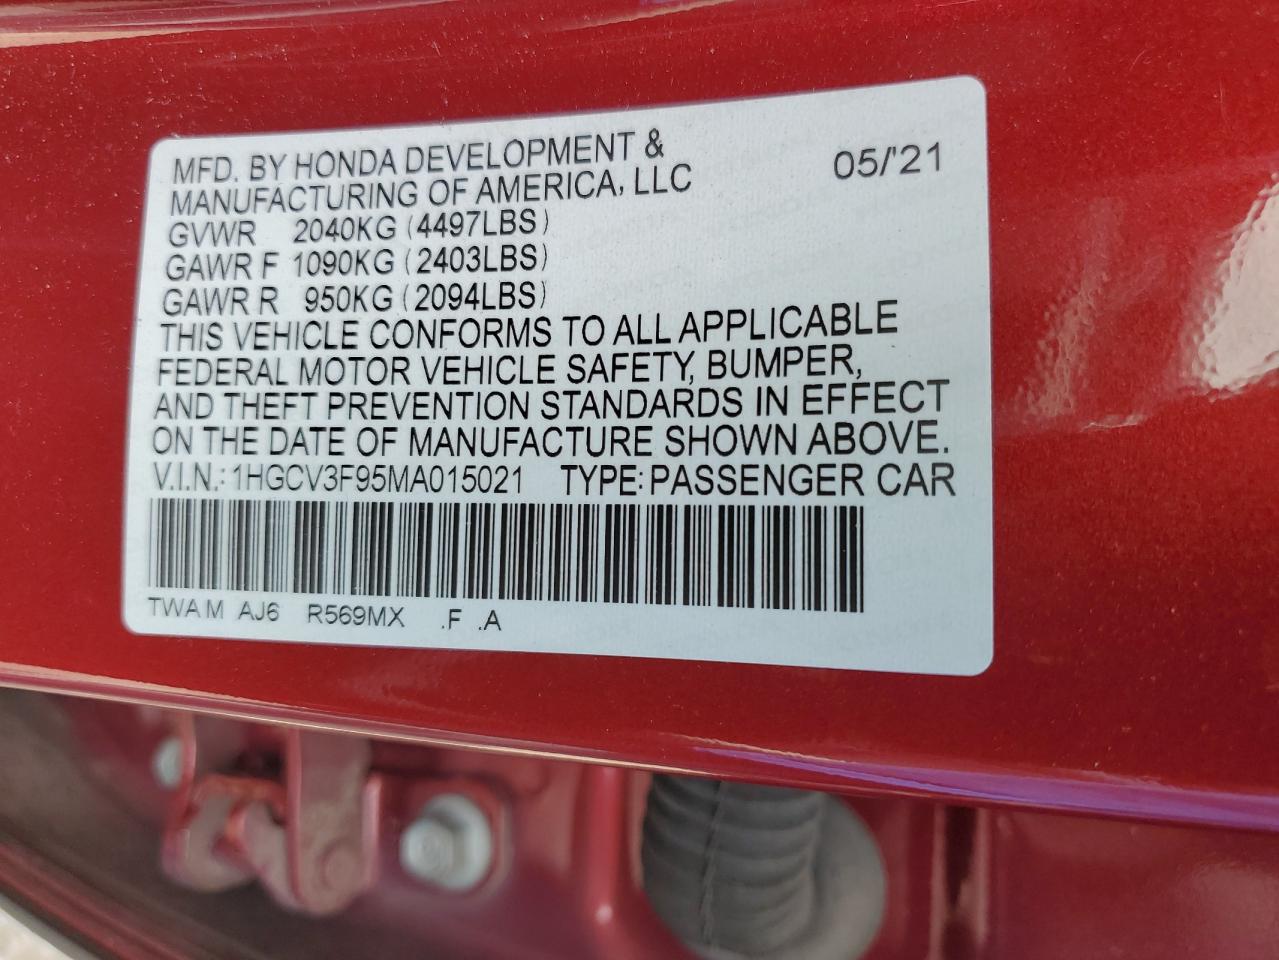 MFD. BY HONDA DEVELOPMENT & 05/'21
MANUFACTURING OF AMERICA, LLC
GVWR 2040KG (4497LBS)
GAWR F 1090KG (2403LBS)
GAWR R 950KG (2094LBS)
THIS VEHICLE CONFORMS TO ALL APPLICABLE
FEDERAL MOTOR VEHICLE SAFETY, BUMPER,
AND THEFT PREVENTION STANDARDS IN EFFECT
ON THE DATE OF MANUFACTURE SHOWN ABOVE.
V.I.N.: 1HGCV3F95MA015021 TYPE: PASSENGER CAR
TWA M AJ6 R569MX .F .A